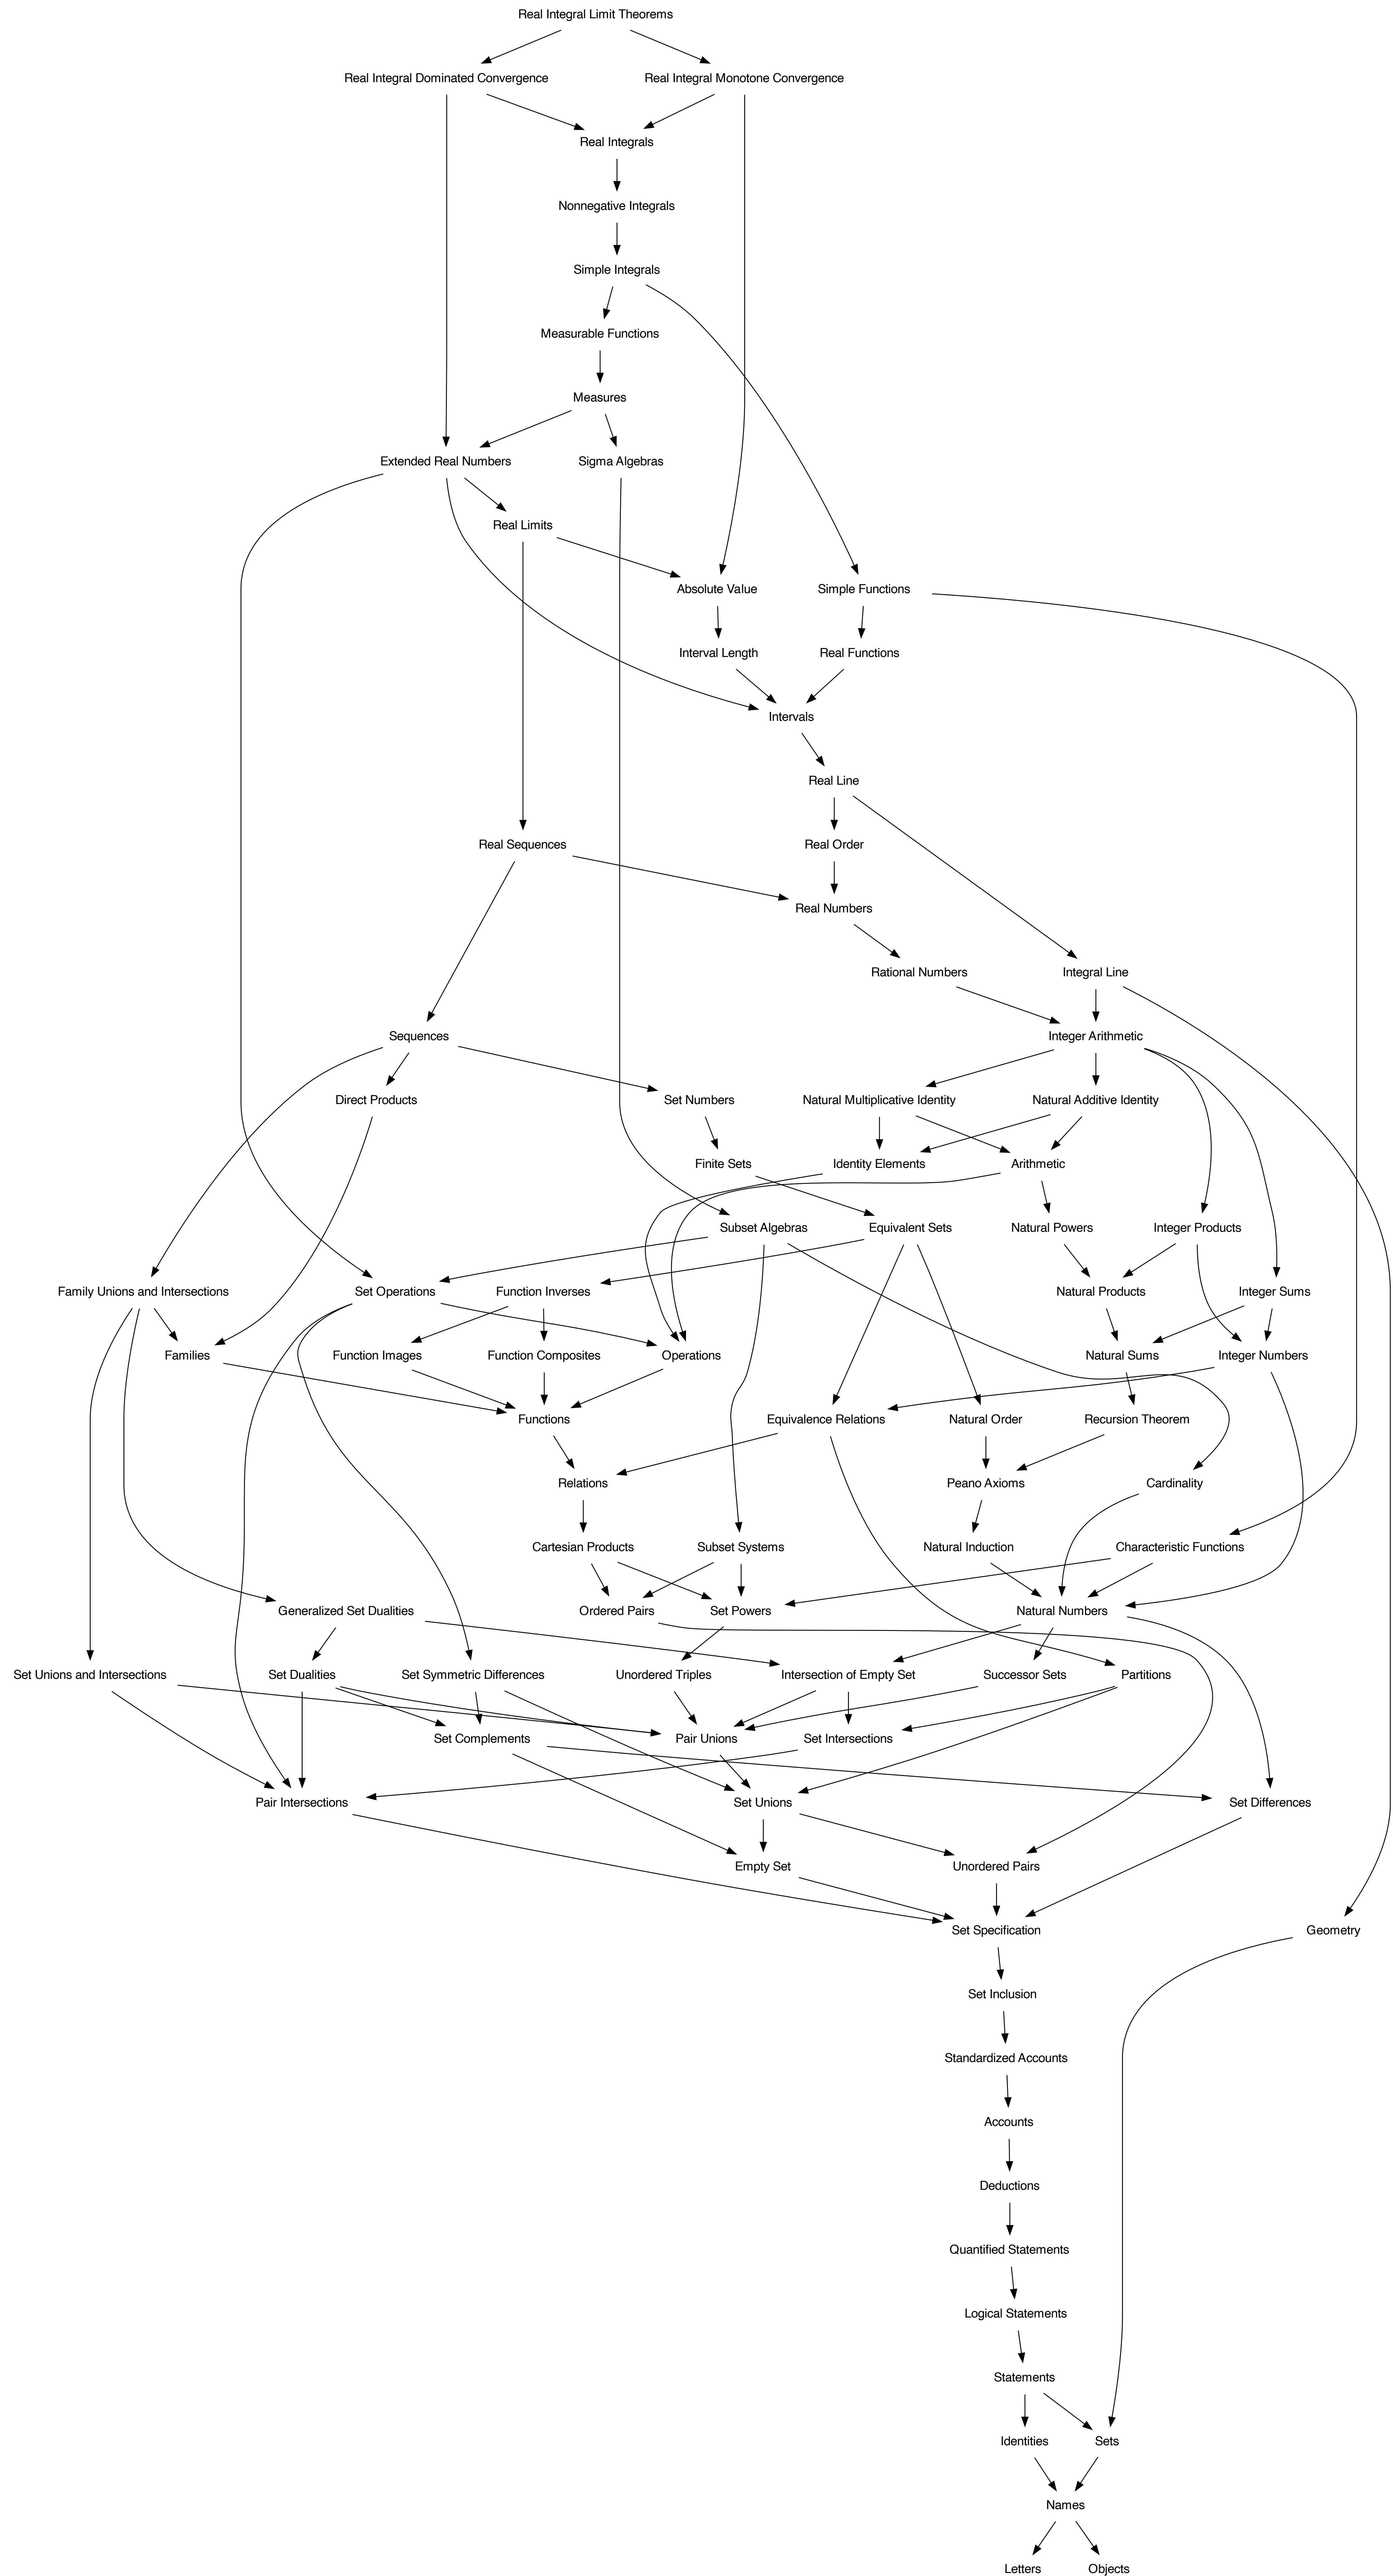 Real Integral Limit Theorems
Real Integral Dominated Convergence
Real Integral Monotone Convergence
Real Integrals
Nonnegative Integrals
Simple Integrals
Measurable Functions
Measures
Extended Real Numbers
Sigma Algebras
Real Limits
Absolute Value
Simple Functions
Interval Length
Real Functions
Intervals
Real Line
Real Sequences
Real Order
Real Numbers
Rational Numbers
Integral Line
Sequences
Integer Arithmetic
Direct Products
Set Numbers
Natural Multiplicative Identity
Natural Additive Identity
Finite Sets
Identity Elements
Arithmetic
Subset Algebras
Equivalent Sets
Natural Powers
Integer Products
Family Unions and Intersections
Set Operations
Function Inverses
Natural Products
Integer Sums
Families
Function Images
Function Composites
Operations
Natural Sums
Integer Numbers
Functions
Equivalence Relations
Natural Order
Recursion Theorem
Relations
Peano Axioms
Cardinality
Cartesian Products
Subset Systems
Natural Induction
Characteristic Functions
Generalized Set Dualities
Ordered Pairs
Set Powers
Natural Numbers
Set Unions and Intersections
Set Dualities
Set Symmetric Differences
Unordered Triples
Intersection of Empty Set
Successor Sets
Partitions
Set Complements
Pair Unions
Set Intersections
Pair Intersections
Set Unions
Set Differences
Empty Set
Unordered Pairs
Set Specification
Geometry
Set Inclusion
Standardized Accounts
Accounts
Deductions
Quantified Statements
Logical Statements
Statements
Identities
Sets
Names
Letters
Objects